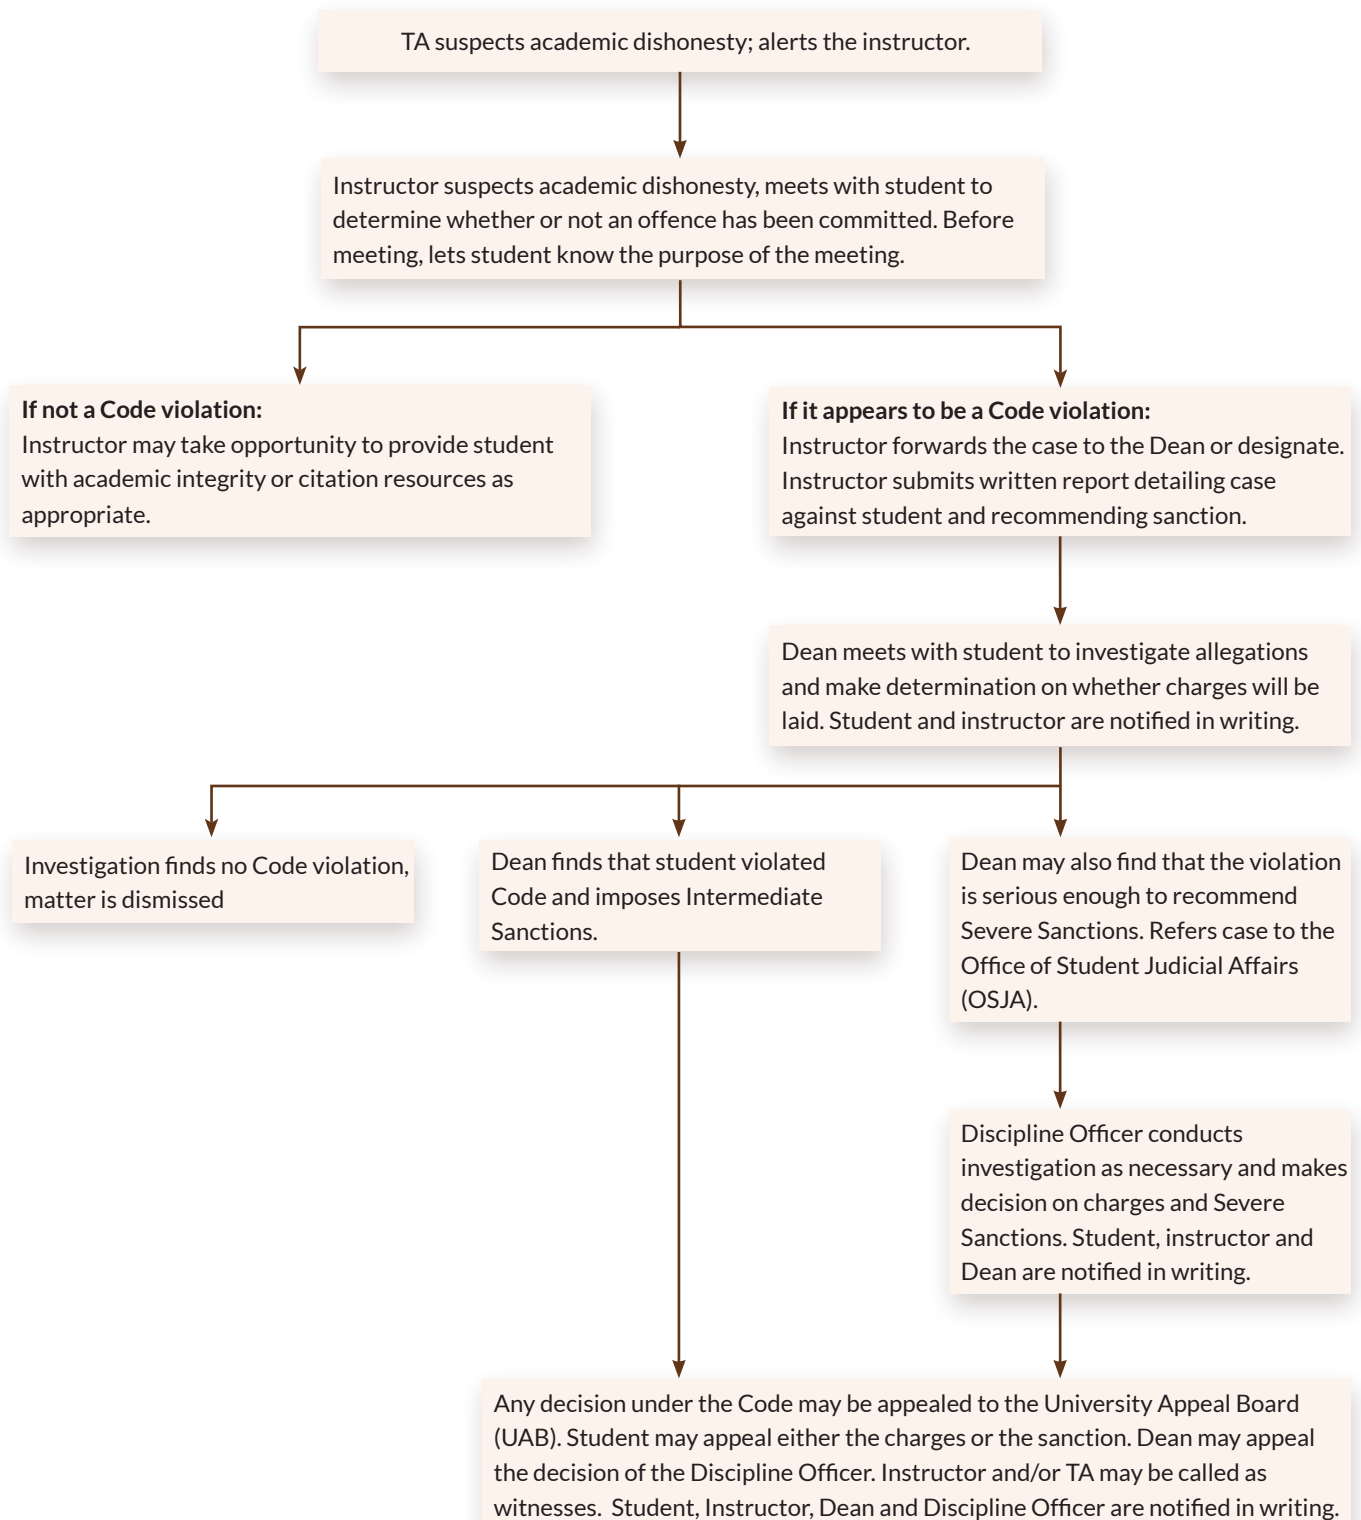 TA suspects academic dishonesty; alerts the instructor.
Instructor suspects academic dishonesty, meets with student to
determine whether or not an offence has been committed. Before
meeting, lets student know the purpose of the meeting.
If not a Code violation:
Instructor may take opportunity to provide student
with academic integrity or citation resources as
appropriate.
If it appears to be a Code violation:
Instructor forwards the case to the Dean or designate.
Instructor submits written report detailing case
against student and recommending sanction.
Dean meets with student to investigate allegations
and make determination on whether charges will be
laid. Student and instructor are notified in writing.
Investigation finds no Code violation,
matter is dismissed
Dean finds that student violated
Code and imposes Intermediate
Sanctions.
Dean may also find that the violation
is serious enough to recommend
Severe Sanctions. Refers case to the
Office of Student Judicial Affairs
(OSJA).
Discipline Officer conducts
investigation as necessary and makes
decision on charges and Severe
Sanctions. Student, instructor and
Dean are notified in writing.
Any decision under the Code may be appealed to the University Appeal Board
(UAB). Student may appeal either the charges or the sanction. Dean may appeal
the decision of the Discipline Officer. Instructor and/or TA may be called as
witnesses.  Student, Instructor, Dean and Discipline Officer are notified in writing.